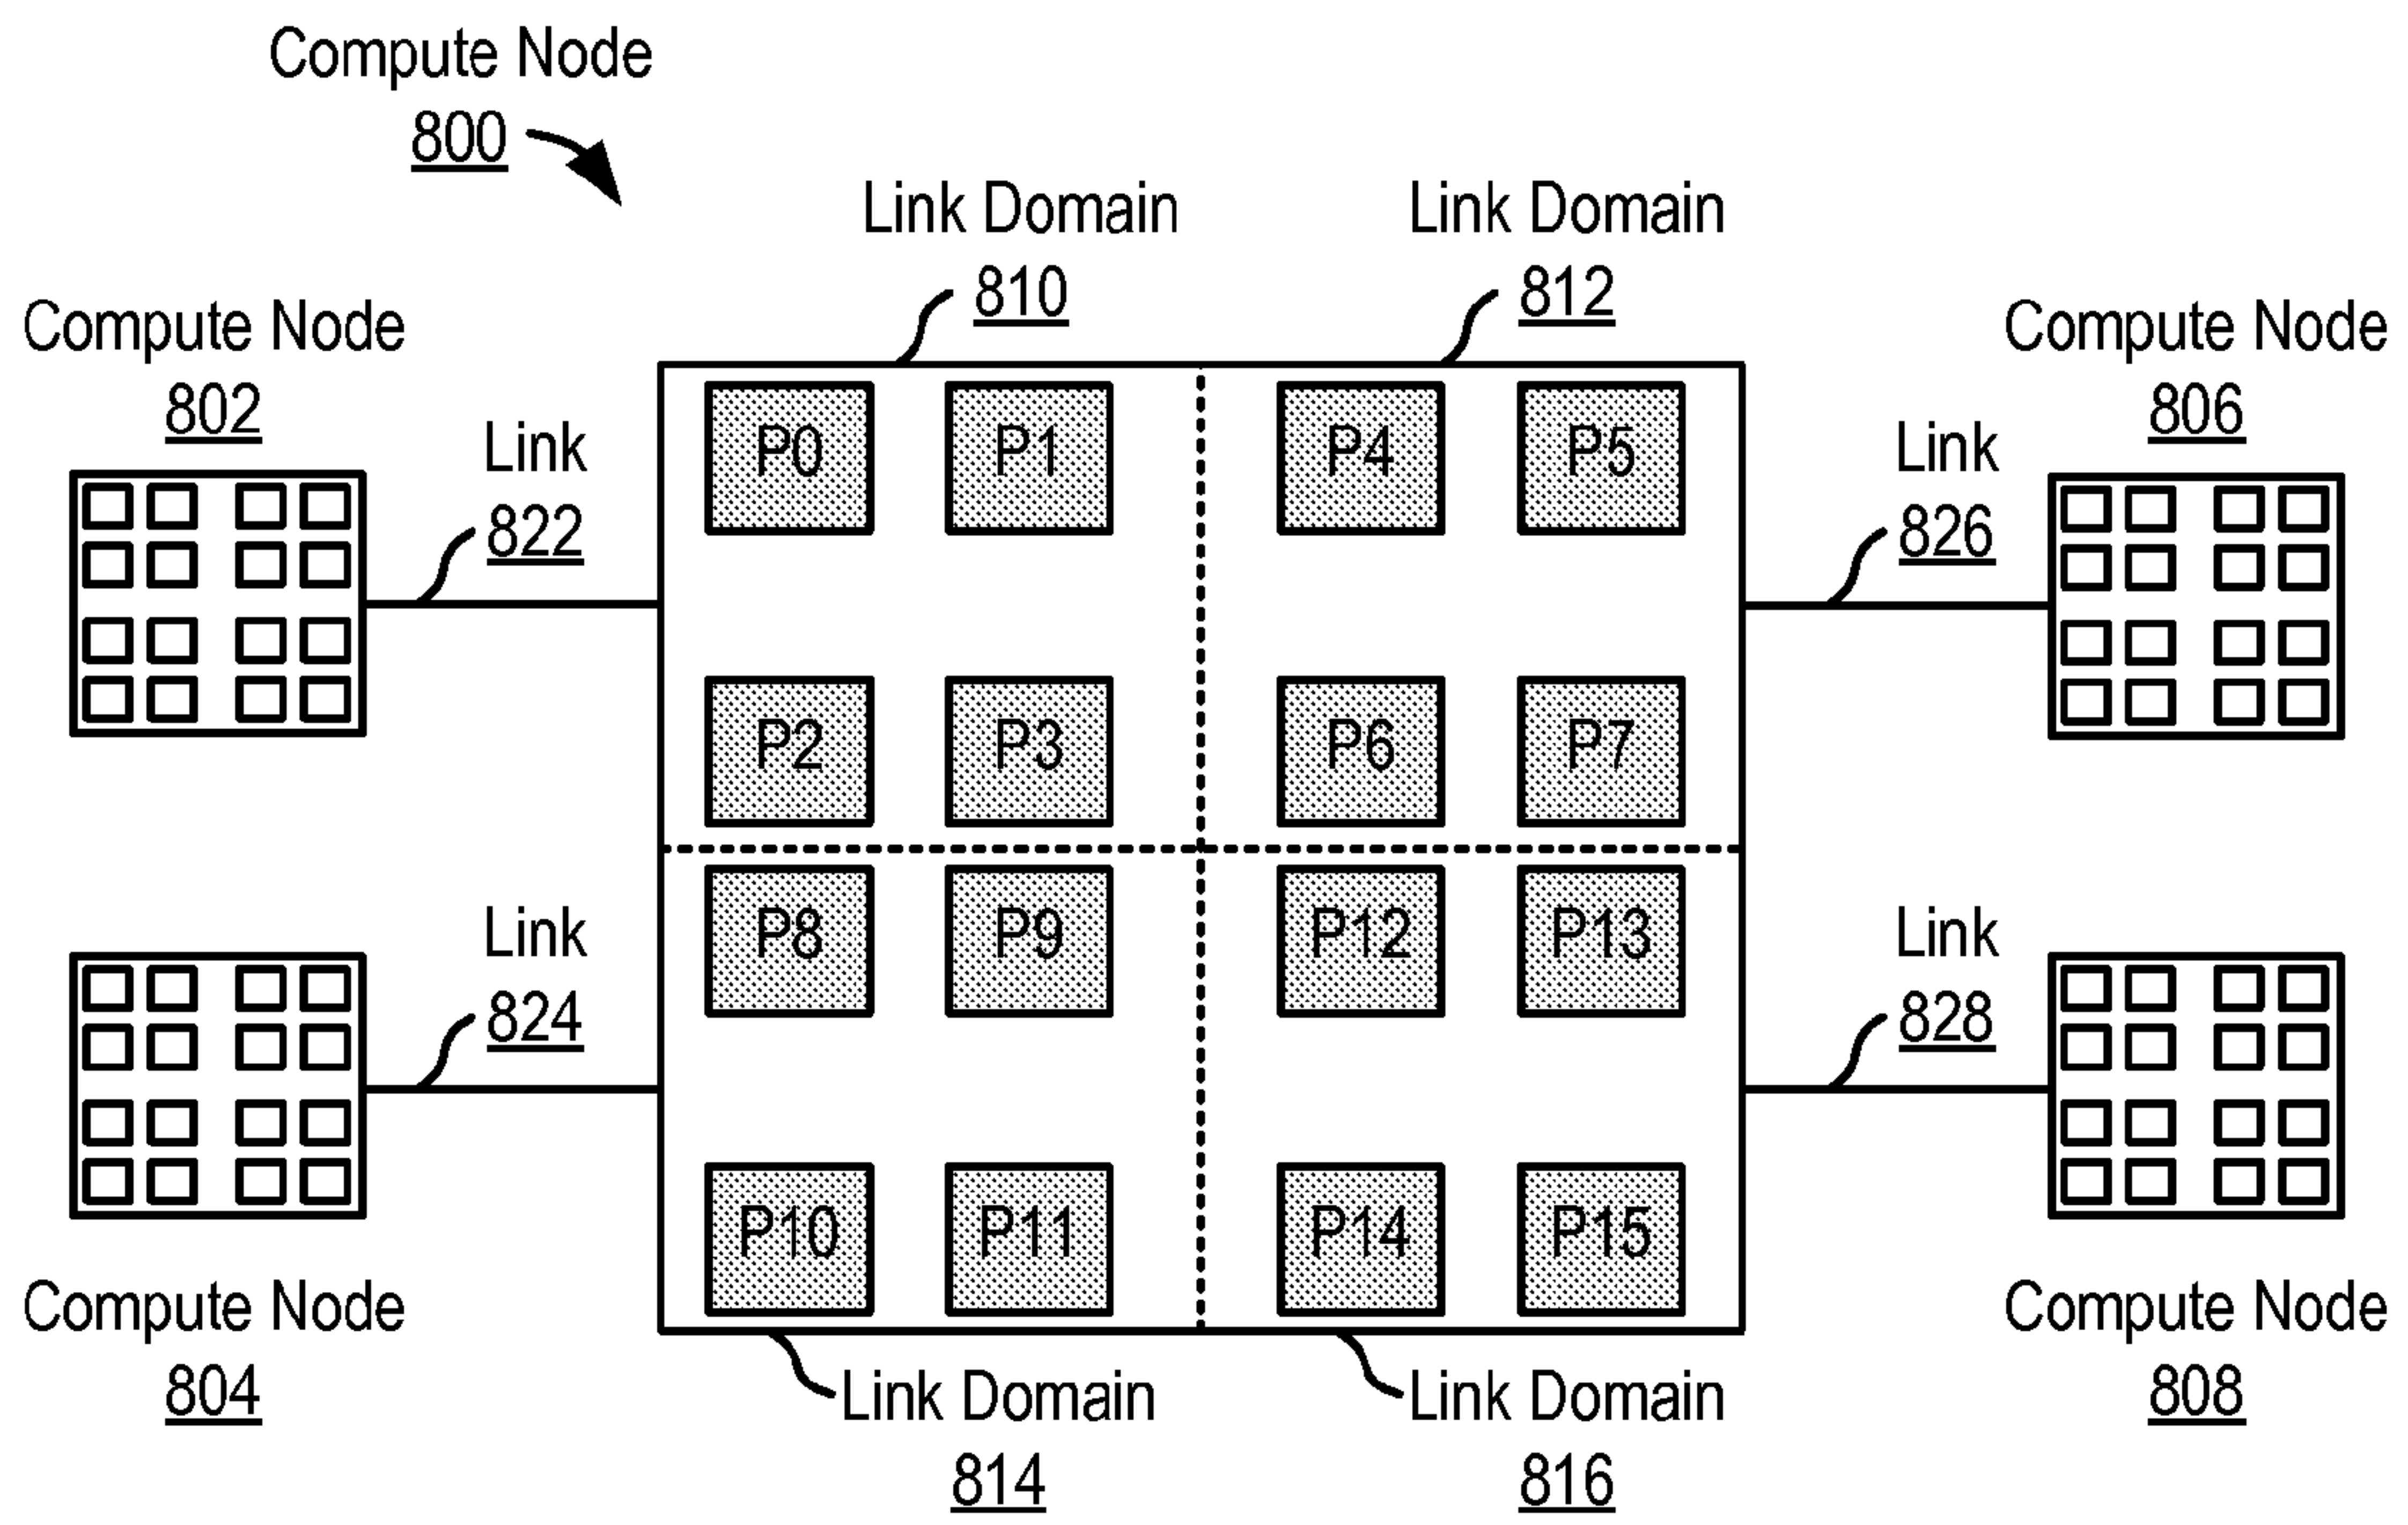 Compute Node
800
Link Domain
810
Link Domain
812
Compute Node
802
Compute Node
806
Link
822
Link
826
P0
P1
P4
P5
P2
P3
P6
P7
Link
824
Link
828
P8
P9
P12
P13
P10
P11
P14
P15
Compute Node
804
Compute Node
808
Link Domain
814
Link Domain
816